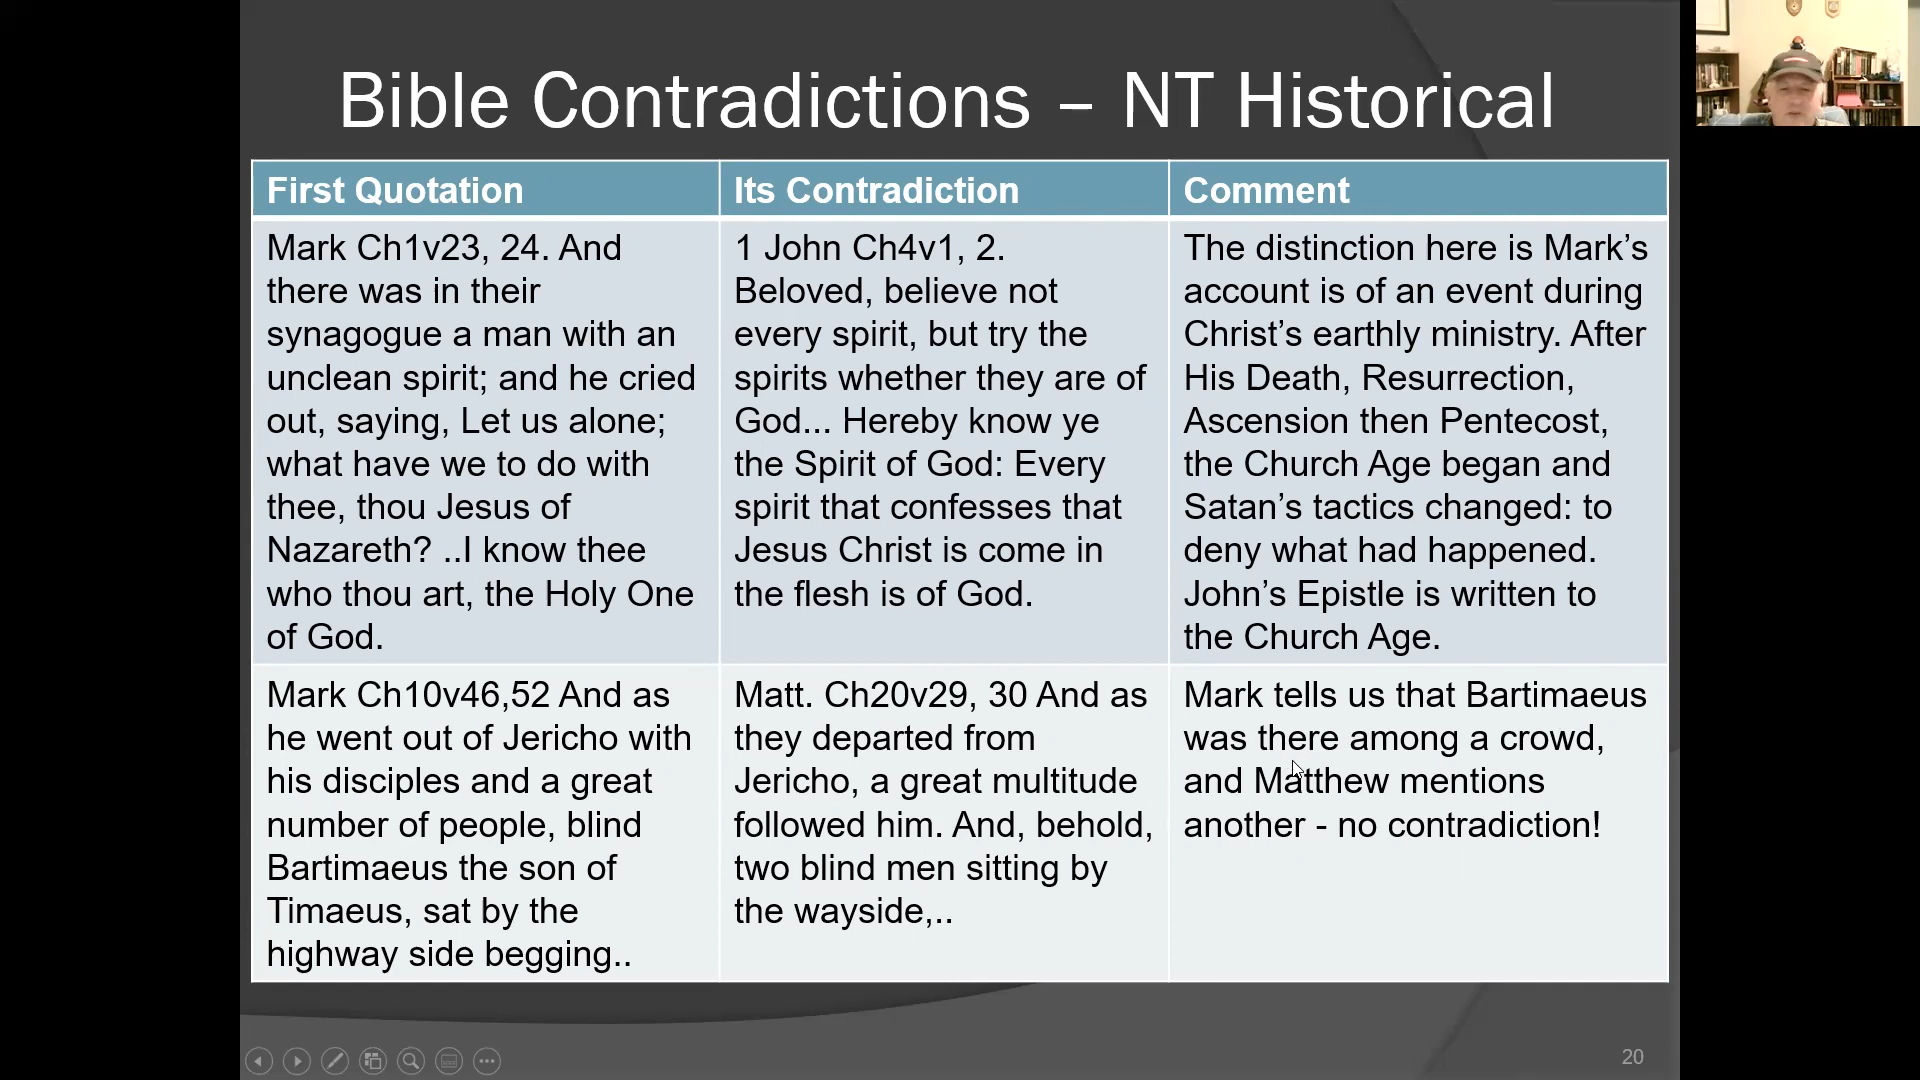 Bible Contradictions – NT Historical
First Quotation
Its Contradiction
Comment
Mark Ch1v23, 24. And
there was in their
synagogue a man with an
unclean spirit; and he cried
out, saying, Let us alone;
what have we to do with
thee, thou Jesus of
Nazareth? ..I know thee
who thou art, the Holy One
of God.
1 John Ch4v1, 2.
Beloved, believe not
every spirit, but try the
spirits whether they are of
God... Hereby know ye
the Spirit of God: Every
spirit that confesses that
Jesus Christ is come in
the flesh is of God.
The distinction here is Mark’s
account is of an event during
Christ’s earthly ministry. After
His Death, Resurrection,
Ascension then Pentecost,
the Church Age began and
Satan’s tactics changed: to
deny what had happened.
John’s Epistle is written to
the Church Age.
Mark Ch10v46,52 And as
he went out of Jericho with
his disciples and a great
number of people, blind
Bartimaeus the son of
Timaeus, sat by the
highway side begging..
Matt. Ch20v29, 30 And as
they departed from
Jericho, a great multitude
followed him. And, behold,
two blind men sitting by
the wayside,..
Mark tells us that Bartimaeus
was there among a crowd,
and Matthew mentions
another - no contradiction!
20